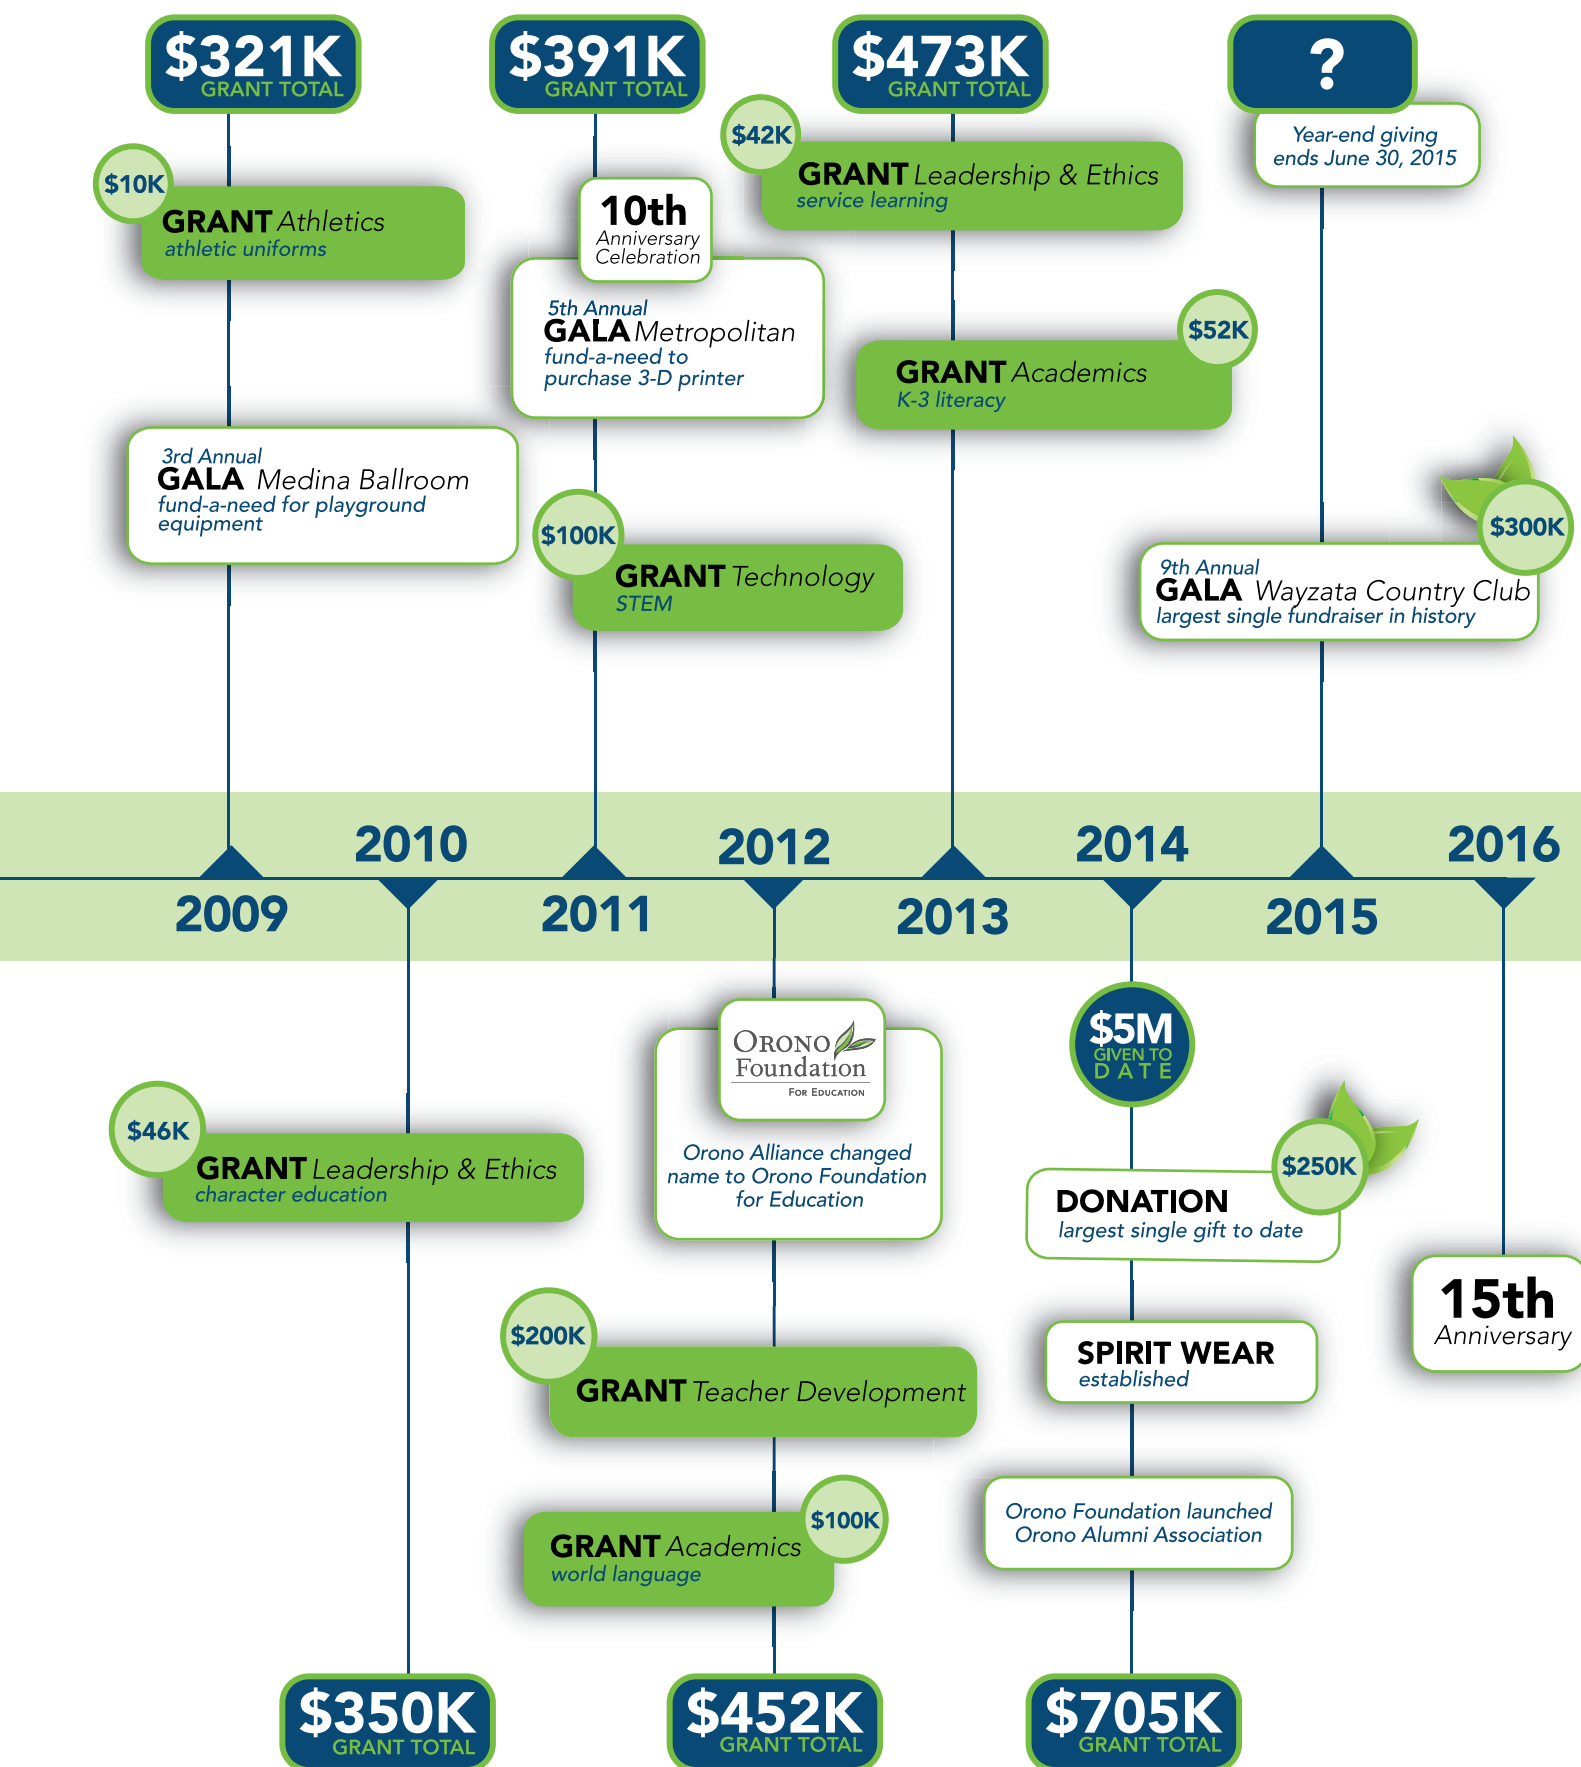 $321K
GRANT TOTAL
$10K
GRANT Athletics
athletic uniforms
3rd Annual
GALA Medina Ballroom
fund-a-need for playground
equipment
$391K
GRANT TOTAL
10th
Anniversary
Celebration
5th Annual
GALA Metropolitan
fund-a-need to
purchase 3-D printer
$100K
GRANT Technology
STEM
$473K
GRANT TOTAL
$42K
GRANT Leadership & Ethics
service learning
$52K
GRANT Academics
K-3 literacy
?
Year-end giving
ends June 30, 2015
$300K
9th Annual
GALA Wayzata Country Club
largest single fundraiser in history
2009
2010
2011
2012
2013
2014
2015
2016
$46K
GRANT Leadership & Ethics
character education
$350K
GRANT TOTAL
ORONO
Foundation
FOR EDUCATION
Orono Alliance changed
name to Orono Foundation
for Education
$200K
GRANT Teacher Development
$100K
GRANT Academics
world language
$452K
GRANT TOTAL
$5M
GIVEN TO
DATE
$250K
DONATION
largest single gift to date
SPIRIT WEAR
established
Orono Foundation launched
Orono Alumni Association
$705K
GRANT TOTAL
15th
Anniversary